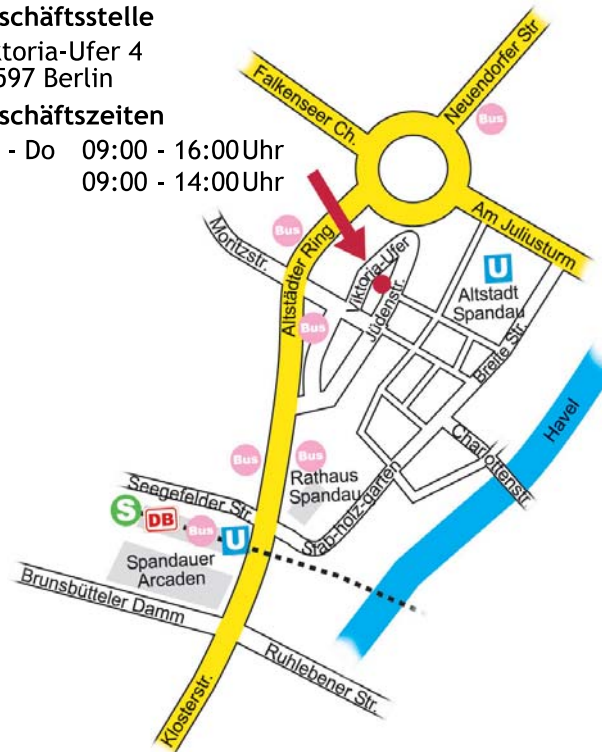 schäftsstelle
ktoria-Ufer 4
597 Berlin
schäftszeiten
- Do 09:00 - 16:00 Uhr
09:00 - 14:00 Uhr
Falkenseer Ch.
Neuendorfer Str
Bus
Am Juliusturm
Moritzstr.
Bus
Altstädter Ring
Viktoria-Ufer
Jüdenstr.
U
Altstadt
Spandau
Bus
Breite Str.
Havel
Charlottenstr.
Bus
Bus
Rathaus
Spandau
Stab-holz-garten
Seegefelder Str.
S
DB
Bus
U
Spandauer
Arcaden
Brunsbütteler Damm
Ruhlebener Str.
Klosterstr.